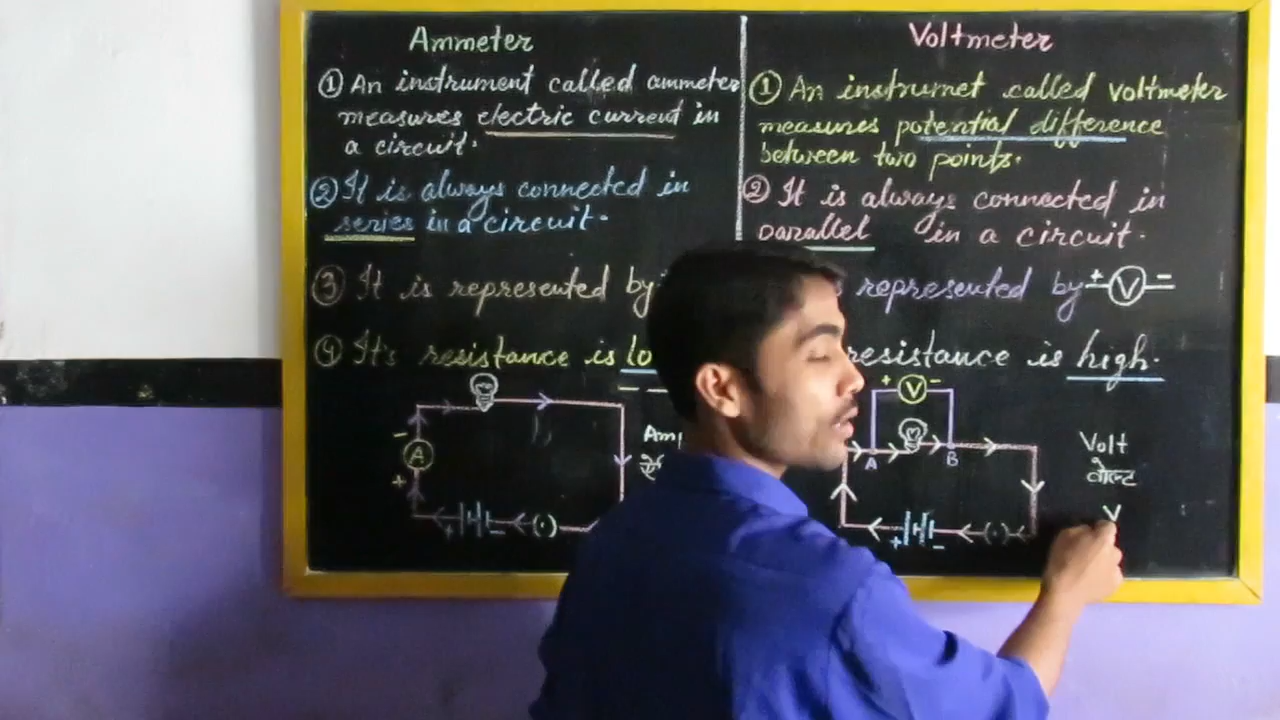 Ammeter
① An instrument called ammeter
measures electric current in
a circuit.
② It is always connected in
series in a circuit.
③ It is represented by
④ It's resistance is
A
-
+
+ -
(·)
Voltmeter
① An instrumet called voltmeter
measures potential difference
between two points.
② It is always connected in
parallel in a circuit.
represented by + V -
resistance is high.
+ V -
A B
+ -
(·)
Volt
वोल्ट
V